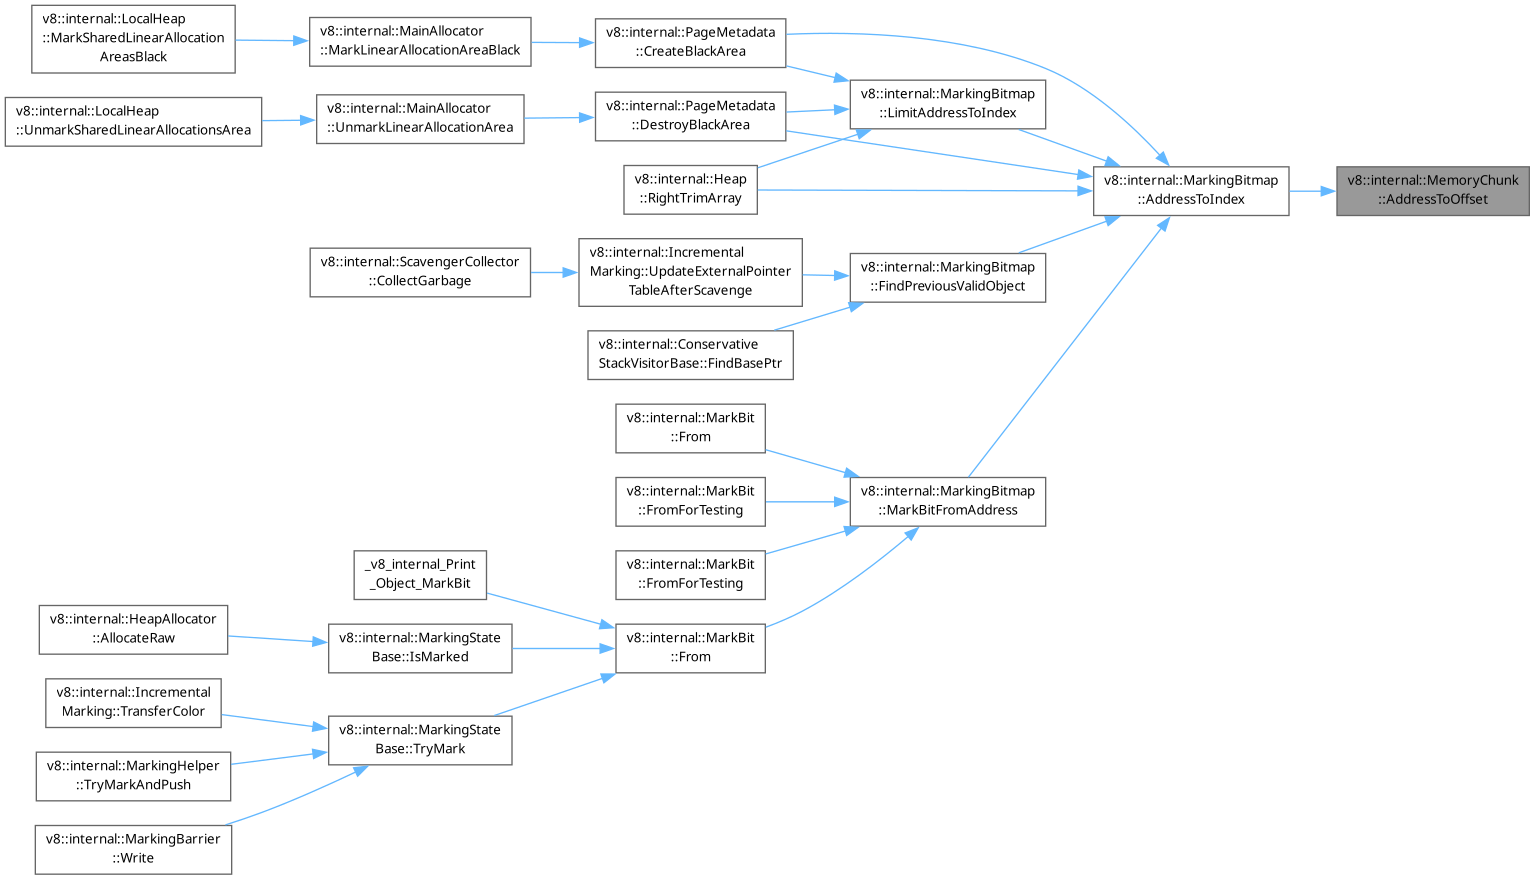 v8::internal::LocalHeap
::MarkSharedLinearAllocation
AreasBlack
v8::internal::MainAllocator
::MarkLinearAllocationAreaBlack
v8::internal::PageMetadata
::CreateBlackArea
v8::internal::LocalHeap
::UnmarkSharedLinearAllocationsArea
v8::internal::MainAllocator
::UnmarkLinearAllocationArea
v8::internal::PageMetadata
::DestroyBlackArea
v8::internal::MarkingBitmap
::LimitAddressToIndex
v8::internal::Heap
::RightTrimArray
v8::internal::MarkingBitmap
::AddressToIndex
v8::internal::MemoryChunk
::AddressToOffset
v8::internal::ScavengerCollector
::CollectGarbage
v8::internal::Incremental
Marking::UpdateExternalPointer
TableAfterScavenge
v8::internal::MarkingBitmap
::FindPreviousValidObject
v8::internal::Conservative
StackVisitorBase::FindBasePtr
v8::internal::MarkBit
::From
v8::internal::MarkBit
::FromForTesting
v8::internal::MarkingBitmap
::MarkBitFromAddress
v8::internal::MarkBit
::FromForTesting
_v8_internal_Print
_Object_MarkBit
v8::internal::HeapAllocator
::AllocateRaw
v8::internal::MarkingState
Base::IsMarked
v8::internal::MarkBit
::From
v8::internal::Incremental
Marking::TransferColor
v8::internal::MarkingState
Base::TryMark
v8::internal::MarkingHelper
::TryMarkAndPush
v8::internal::MarkingBarrier
::Write